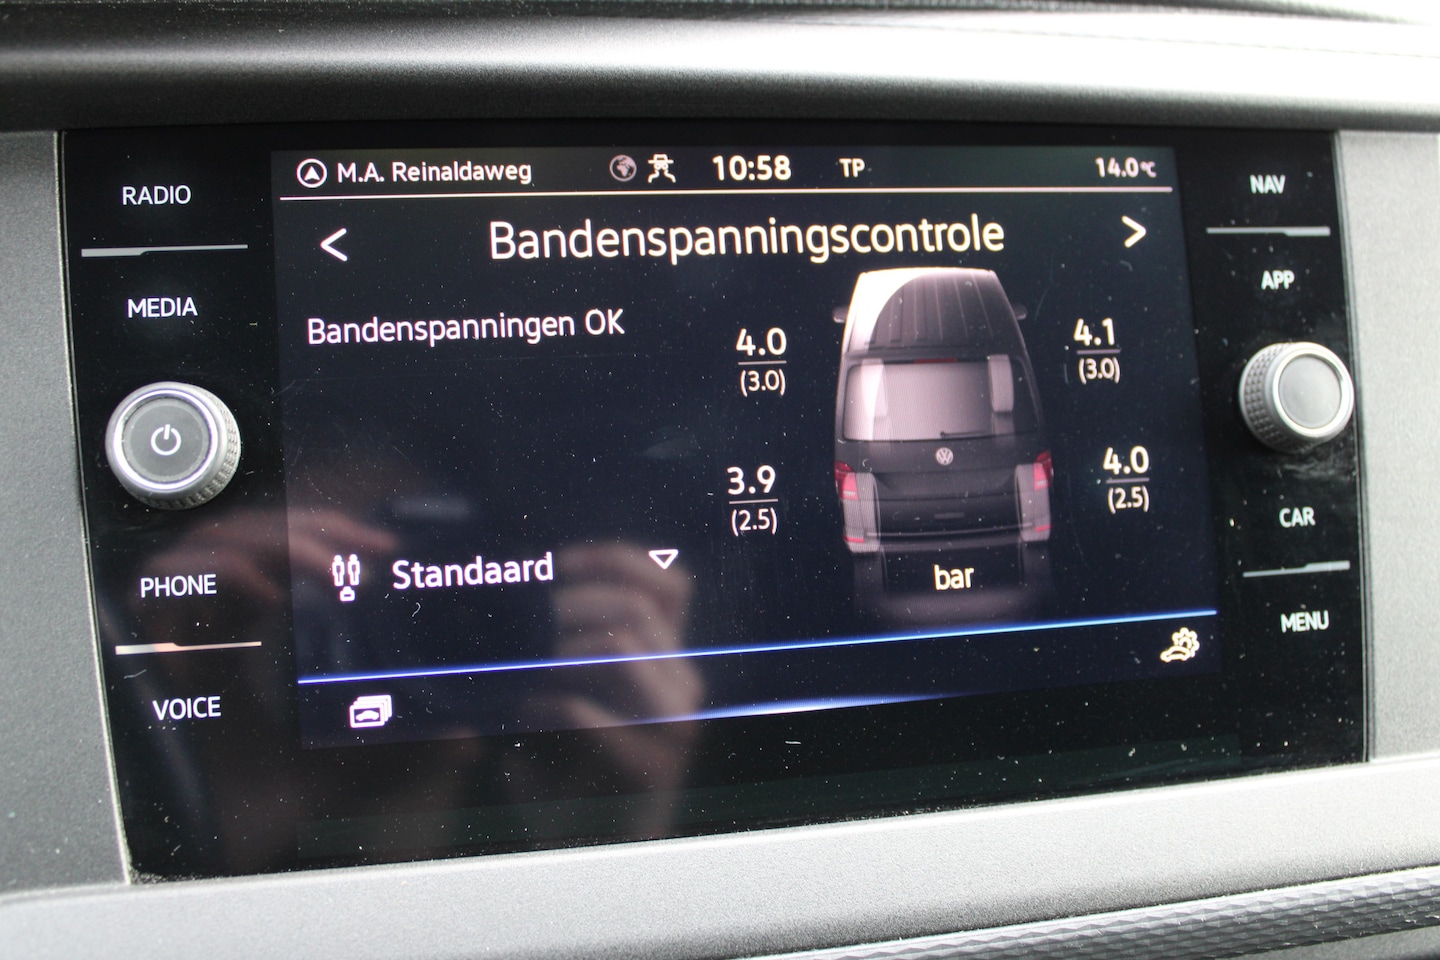 RADIO
MEDIA
PHONE
VOICE
M.A. Reinaldaweg
10:58
TP
14.0°C
< Bandenspanningscontrole >
Bandenspanningen OK
4.0
(3.0)
4.1
(3.0)
3.9
(2.5)
4.0
(2.5)
Standaard
bar
NAV
APP
CAR
MENU